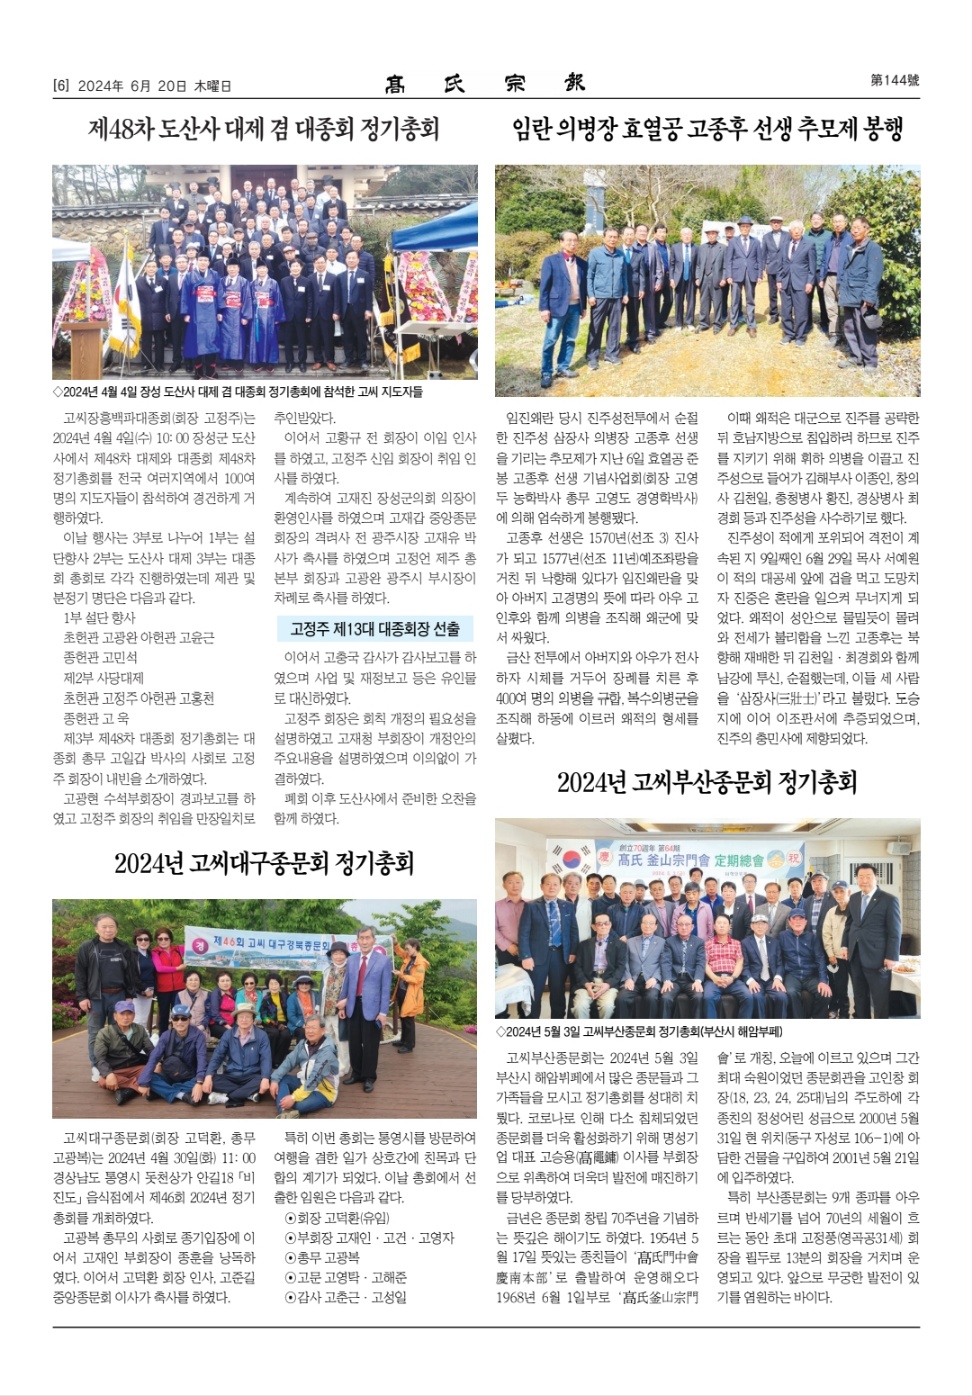 [6] 2024年 6月 20日 木曜日
高氏宗報
第144號
제48차 도산사 대제 겸 대종회 정기총회
◇2024년 4월 4일 장성 도산사 대제 겸 대종회 정기총회에 참석한 고씨 지도자들
고씨장흥백파대종회(회장 고정주)는
2024년 4월 4일(수) 10: 00 장성군 도산
사에서 제48차 대제와 대종회 제48차
정기총회를 전국 여러지역에서 100여
명의 지도자들이 참석하여 경건하게 거
행하였다.
이날 행사는 3부로 나누어 1부는 설
단향사 2부는 도산사 대제 3부는 대종
회 총회로 각각 진행하였는데 제관 및
분정기 명단은 다음과 같다.
1부 설단 향사
초헌관 고광완 아헌관 고윤근
종헌관 고민석
제2부 사당대제
초헌관 고정주 아헌관 고홍천
종헌관 고 욱
제3부 제48차 대종회 정기총회는 대
종회 총무 고일갑 박사의 사회로 고정
주 회장이 내빈을 소개하였다.
고광현 수석부회장이 경과보고를 하
였고 고정주 회장의 취임을 만장일치로
추인받았다.
이어서 고황규 전 회장이 이임 인사
를 하였고, 고정주 신임 회장이 취임 인
사를 하였다.
계속하여 고재진 장성군의회 의장이
환영인사를 하였으며 고재갑 중앙종문
회장의 격려사 전 광주시장 고재유 박
사가 축사를 하였으며 고정언 제주 총
본부 회장과 고광완 광주시 부시장이
차례로 축사를 하였다.
고정주 제13대 대종회장 선출
이어서 고충국 감사가 감사보고를 하
였으며 사업 및 재정보고 등은 유인물
로 대신하였다.
고정주 회장은 회칙 개정의 필요성을
설명하였고 고재청 부회장이 개정안의
주요내용을 설명하였으며 이의없이 가
결하였다.
폐회 이후 도산사에서 준비한 오찬을
함께 하였다.
임란 의병장 효열공 고종후 선생 추모제 봉행
임진왜란 당시 진주성전투에서 순절
한 진주성 삼장사 의병장 고종후 선생
을 기리는 추모제가 지난 6일 효열공 준
봉 고종후 선생 기념사업회(회장 고영
두 농학박사 총무 고영도 경영학박사)
에 의해 엄숙하게 봉행됐다.
고종후 선생은 1570년(선조 3) 진사
가 되고 1577년(선조 11년)예조좌랑을
거친 뒤 낙향해 있다가 임진왜란을 맞
아 아버지 고경명의 뜻에 따라 아우 고
인후와 함께 의병을 조직해 왜군에 맞
서 싸웠다.
금산 전투에서 아버지와 아우가 전사
하자 시체를 거두어 장례를 치른 후
400여 명의 의병을 규합, 복수의병군을
조직해 하동에 이르러 왜적의 형세를
살폈다.
이때 왜적은 대군으로 진주를 공략한
뒤 호남지방으로 침입하려 하므로 진주
를 지키기 위해 휘하 의병을 이끌고 진
주성으로 들어가 김해부사 이종인, 창의
사 김천일, 충청병사 황진, 경상병사 최
경회 등과 진주성을 사수하기로 했다.
진주성이 적에게 포위되어 격전이 계
속된 지 9일째인 6월 29일 목사 서예원
이 적의 대공세 앞에 겁을 먹고 도망치
자 진중은 혼란을 일으켜 무너지게 되
었다. 왜적이 성안으로 물밀듯이 몰려
와 전세가 불리함을 느낀 고종후는 북
향해 재배한 뒤 김천일 · 최경회와 함께
남강에 투신, 순절했는데, 이들 세 사람
을 ‘삼장사(三壯士)’라고 불렀다. 도승
지에 이어 이조판서에 추증되었으며,
진주의 충민사에 제향되었다.
2024년 고씨대구종문회 정기총회
제46회 고씨 대구경북종문회
고씨대구종문회(회장 고덕환, 총무
고광복)는 2024년 4월 30일(화) 11: 00
경상남도 통영시 돛천상가 안길18「비
진도」음식점에서 제46회 2024년 정기
총회를 개최하였다.
고광복 총무의 사회로 종기입장에 이
어서 고재인 부회장이 종훈을 낭독하
였다. 이어서 고덕환 회장 인사, 고준길
중앙종문회 이사가 축사를 하였다.
특히 이번 총회는 통영시를 방문하여
여행을 겸한 일가 상호간에 친목과 단
합의 계기가 되었다. 이날 총회에서 선
출한 임원은 다음과 같다.
⊙회장 고덕환(유임)
⊙부회장 고재인 · 고건 · 고영자
⊙총무 고광복
⊙고문 고영탁 · 고해준
⊙감사 고춘근 · 고성일
2024년 고씨부산종문회 정기총회
創立70週年 第64期
慶 高氏 釜山宗門會 定期總會 祝
◇2024년 5월 3일 고씨부산종문회 정기총회(부산시 해암부페)
고씨부산종문회는 2024년 5월 3일
부산시 해암뷔페에서 많은 종문들과 그
가족들을 모시고 정기총회를 성대히 치
뤘다. 코로나로 인해 다소 침체되었던
종문회를 더욱 활성화하기 위해 명성기
업 대표 고승용(高 鏞) 이사를 부회장
으로 위촉하여 더욱더 발전에 매진하기
를 당부하였다.
금년은 종문회 창립 70주년을 기념하
는 뜻깊은 해이기도 하였다. 1954년 5
월 17일 뜻있는 종친들이 ‘高氏門中會
慶南本部’로 출발하여 운영해오다
1968년 6월 1일부로 ‘高氏釜山宗門
會’로 개칭, 오늘에 이르고 있으며 그간
최대 숙원이었던 종문회관을 고인창 회
장(18, 23, 24, 25대)님의 주도하에 각
종친의 정성어린 성금으로 2000년 5월
31일 현 위치(동구 자성로 106-1)에 아
담한 건물을 구입하여 2001년 5월 21일
에 입주하였다.
특히 부산종문회는 9개 종파를 아우
르며 반세기를 넘어 70년의 세월이 흐
르는 동안 초대 고정풍(영곡공31세) 회
장을 필두로 13분의 회장을 거치며 운
영되고 있다. 앞으로 무궁한 발전이 있
기를 염원하는 바이다.